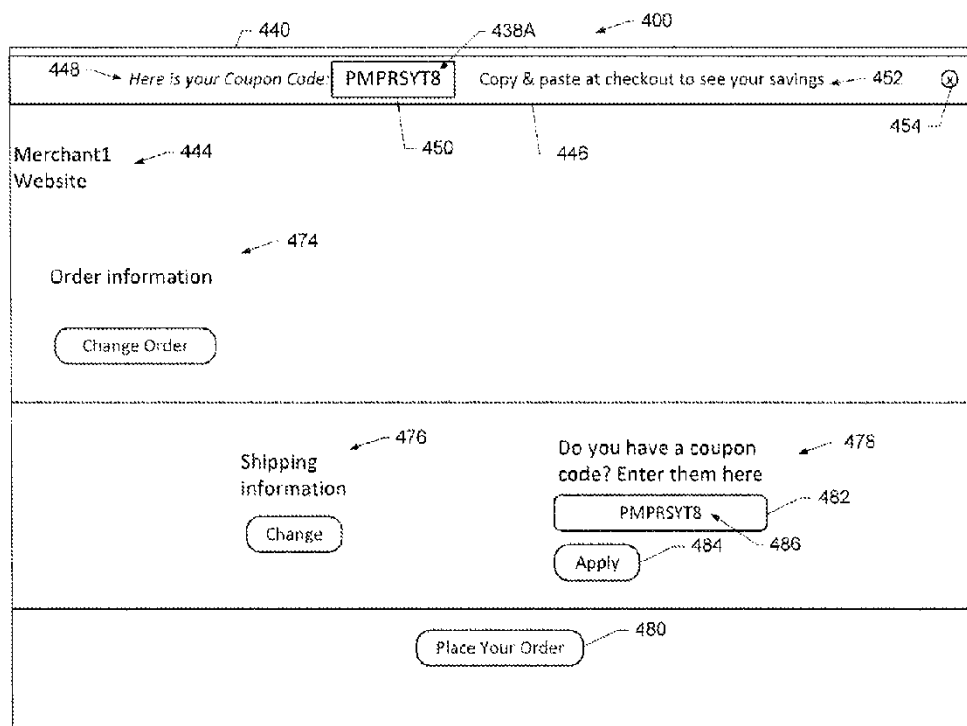 440
438A
400
448
Here is your Coupon Code:
PMPRSYT8
Copy & paste at checkout to see your savings
452
x
454
450
446
Merchant1
Website
444
474
Order information
Change Order
476
Shipping
information
Change
Do you have a coupon
code? Enter them here
478
PMPRSYT8
482
486
Apply
484
Place Your Order
480